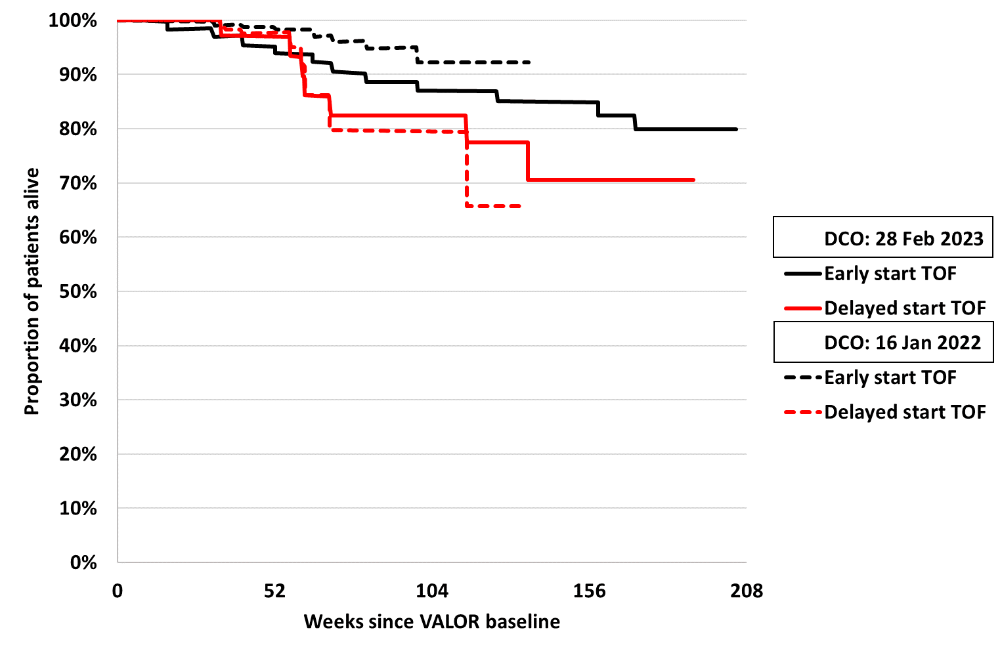 100%
90%
80%
70%
60%
50%
40%
30%
20%
10%
0%
Proportion of patients alive
0 52 104 156 208
Weeks since VALOR baseline
DCO: 28 Feb 2023
Early start TOF
Delayed start TOF
DCO: 16 Jan 2022
Early start TOF
Delayed start TOF